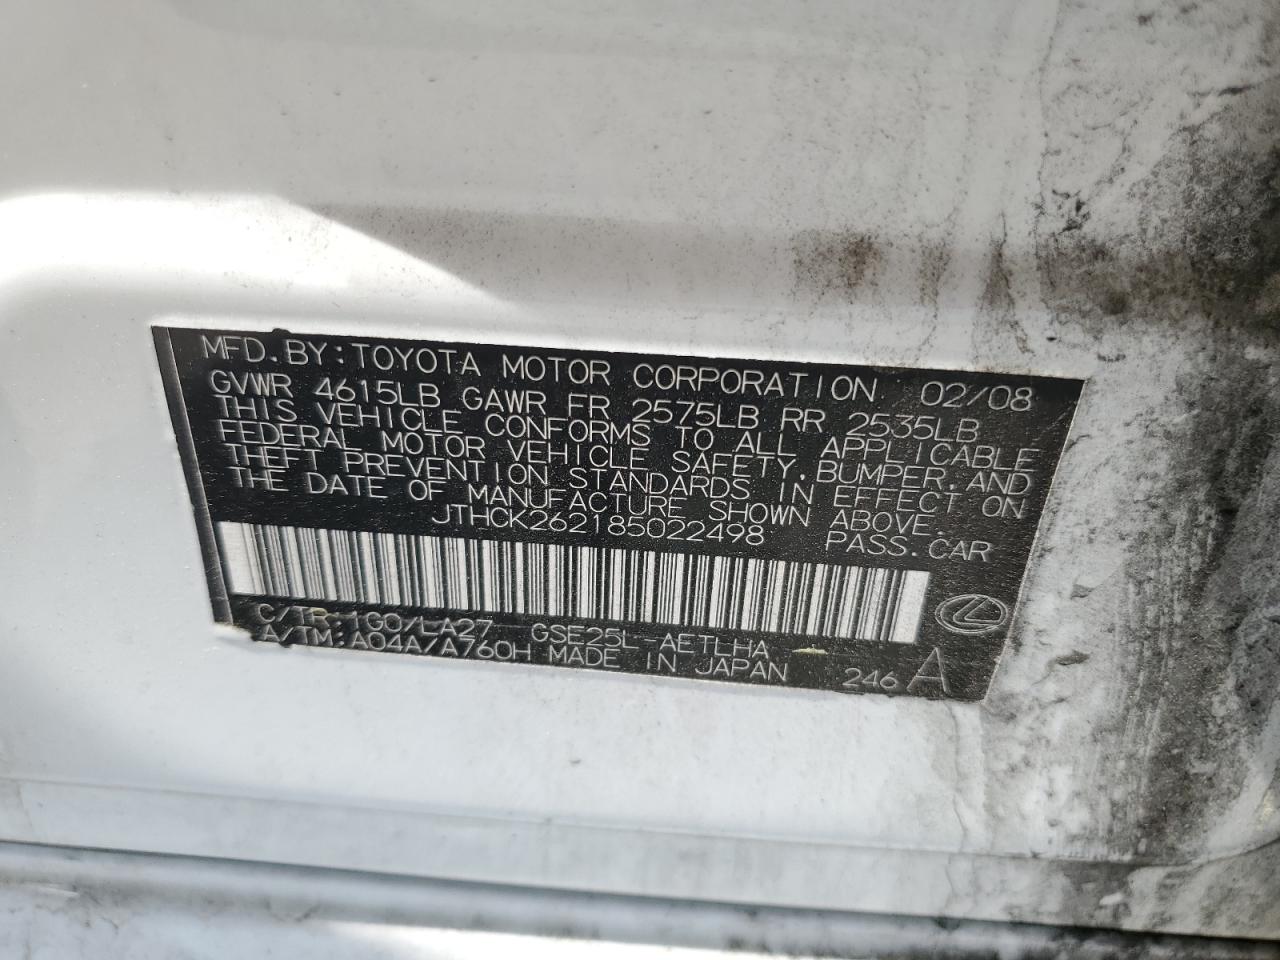 MFD.BY:TOYOTA MOTOR CORPORATION 02/08
GVWR 4615LB GAWR FR 2575LB RR 2535LB
THIS VEHICLE CONFORMS TO ALL APPLICABLE
FEDERAL MOTOR VEHICLE SAFETY,BUMPER,AND
THEFT PREVENTION STANDARDS IN EFFECT ON
THE DATE OF MANUFACTURE SHOWN ABOVE.
JTHCK262185022498 PASS.CAR
C/TR:1G0/LA27 GSE25L-AETLHA
A/TM:A04A/A760H MADE IN JAPAN 246 A